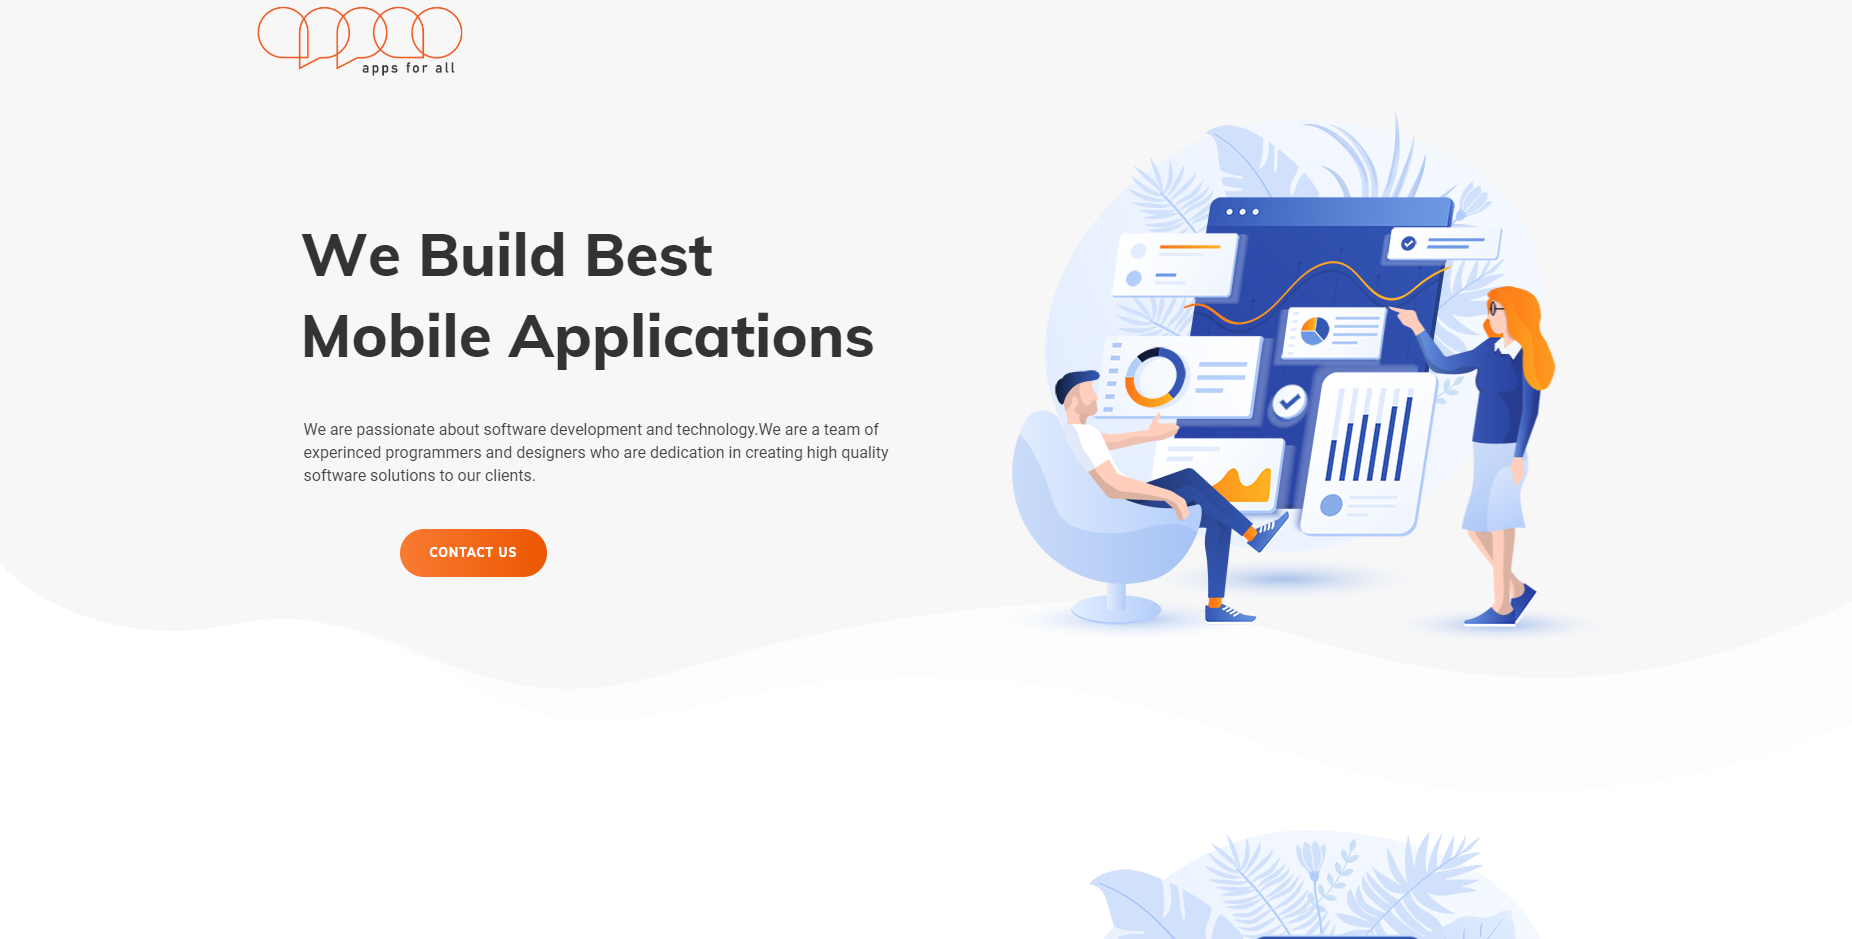 appco
apps for all
We Build Best
Mobile Applications
We are passionate about software development and technology.We are a team of
experinced programmers and designers who are dedication in creating high quality
software solutions to our clients.
CONTACT US